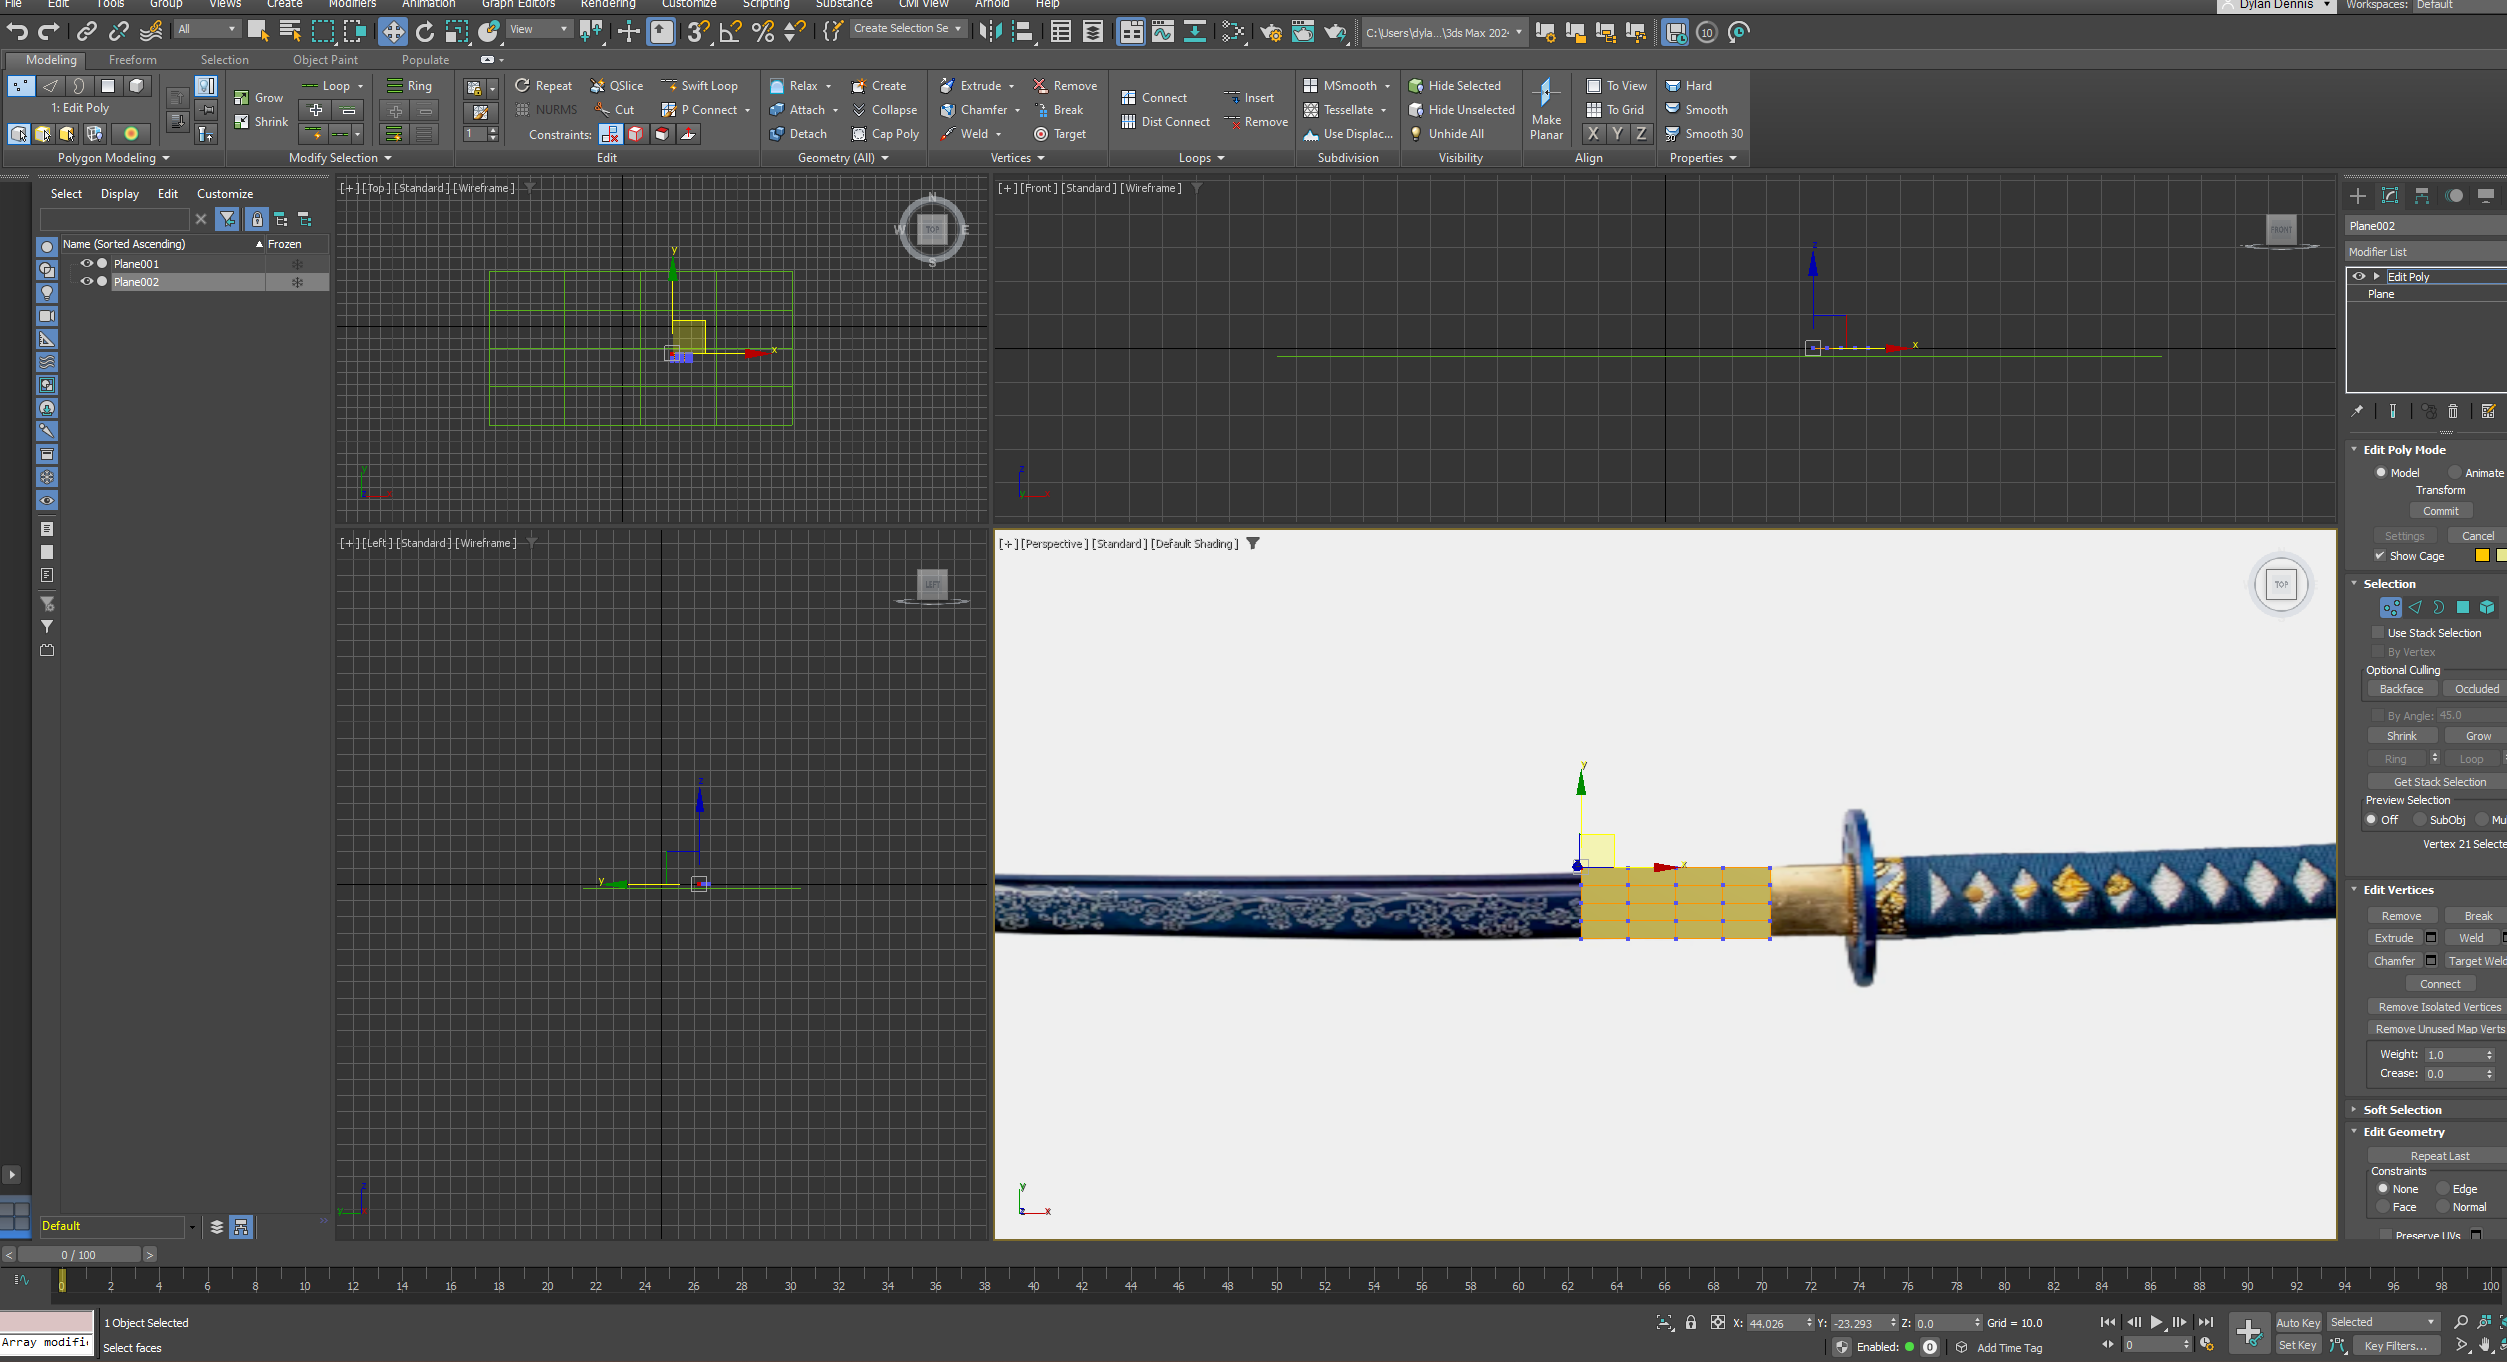 File Edit Tools Group Views Create Modifiers Animation Graph Editors Rendering Customize Scripting Substance Civil View Arnold Help Dylan Dennis Workspaces: Default
All View Create Selection Se C:\Users\dyla...\3ds Max 202 10
Modeling Freeform Selection Object Paint Populate
1: Edit Poly Grow Shrink Loop Ring 1
Repeat QSlice Swift Loop Relax Create Extrude Remove MSmooth Hide Selected To View Hard
NURMS Cut P Connect Attach Collapse Chamfer Break Connect Insert Tessellate Hide Unselected Make Planar To Grid Smooth
Constraints: Detach Cap Poly Weld Target Dist Connect Remove Use Displac... Unhide All X Y Z Smooth 30
Polygon Modeling Modify Selection Edit Geometry (All) Vertices Loops Subdivision Visibility Align Properties
Select Display Edit Customize
Name (Sorted Ascending) Frozen
Plane001
Plane002
[+] [Top] [Standard] [Wireframe]
N
W TOP E
S
y
x
y
[+] [Front] [Standard] [Wireframe]
FRONT
z
x
z
y
[+] [Left] [Standard] [Wireframe]
LEFT
z
y
z
y
[+] [Perspective] [Standard] [Default Shading]
TOP
y
x
y
z x
Plane002
Modifier List
Edit Poly
Plane
Edit Poly Mode
Model Animate
Transform
Commit
Settings Cancel
Show Cage
Selection
Use Stack Selection
By Vertex
Optional Culling
Backface Occluded
By Angle: 45.0
Shrink Grow
Ring Loop
Get Stack Selection
Preview Selection
Off SubObj Mu
Vertex 21 Selecte
Edit Vertices
Remove Break
Extrude Weld
Chamfer Target Weld
Connect
Remove Isolated Vertices
Remove Unused Map Verts
Weight: 1.0
Crease: 0.0
Soft Selection
Edit Geometry
Repeat Last
Constraints
None Edge
Face Normal
Preserve UVs
Default
< 0 / 100 >
0 2 4 6 8 10 12 14 16 18 20 22 24 26 28 30 32 34 36 38 40 42 44 46 48 50 52 54 56 58 60 62 64 66 68 70 72 74 76 78 80 82 84 86 88 90 92 94 96 98 100
1 Object Selected X: 44.026 Y: -23.293 Z: 0.0 Grid = 10.0 Auto Key Selected
Array modifi Select faces Enabled: 0 Add Time Tag 0 Set Key Key Filters...